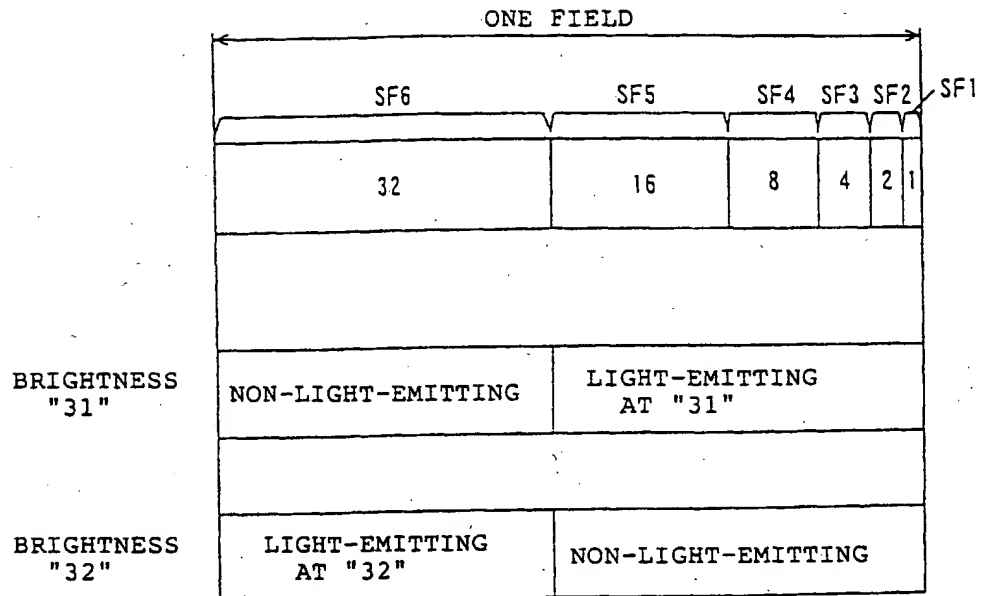 ONE FIELD
SF6 SF5 SF4 SF3 SF2 SF1
32 16 8 4 2 1
BRIGHTNESS
"31"
NON-LIGHT-EMITTING
LIGHT-EMITTING
AT "31"
BRIGHTNESS
"32"
LIGHT-EMITTING
AT "32"
NON-LIGHT-EMITTING